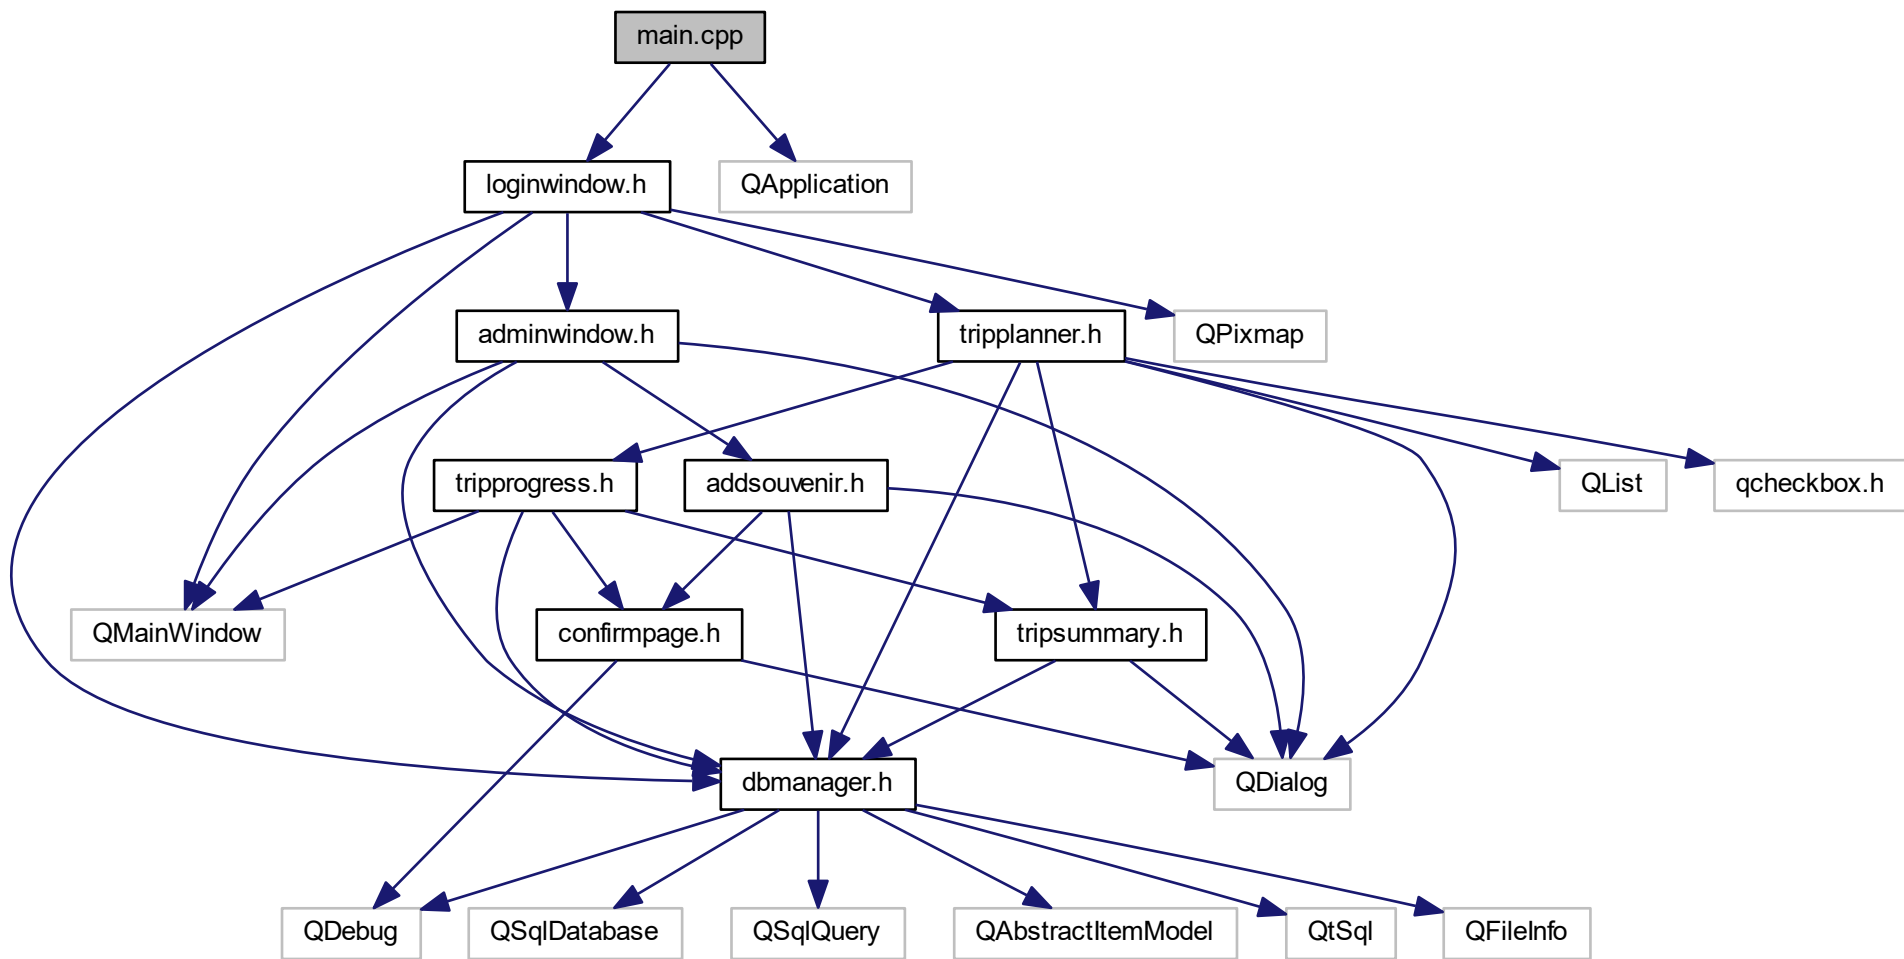 main.cpp
loginwindow.h
QApplication
adminwindow.h
tripplanner.h
QPixmap
tripprogress.h
addsouvenir.h
QList
qcheckbox.h
QMainWindow
confirmpage.h
tripsummary.h
dbmanager.h
QDialog
QDebug
QSqlDatabase
QSqlQuery
QAbstractItemModel
QtSql
QFileInfo